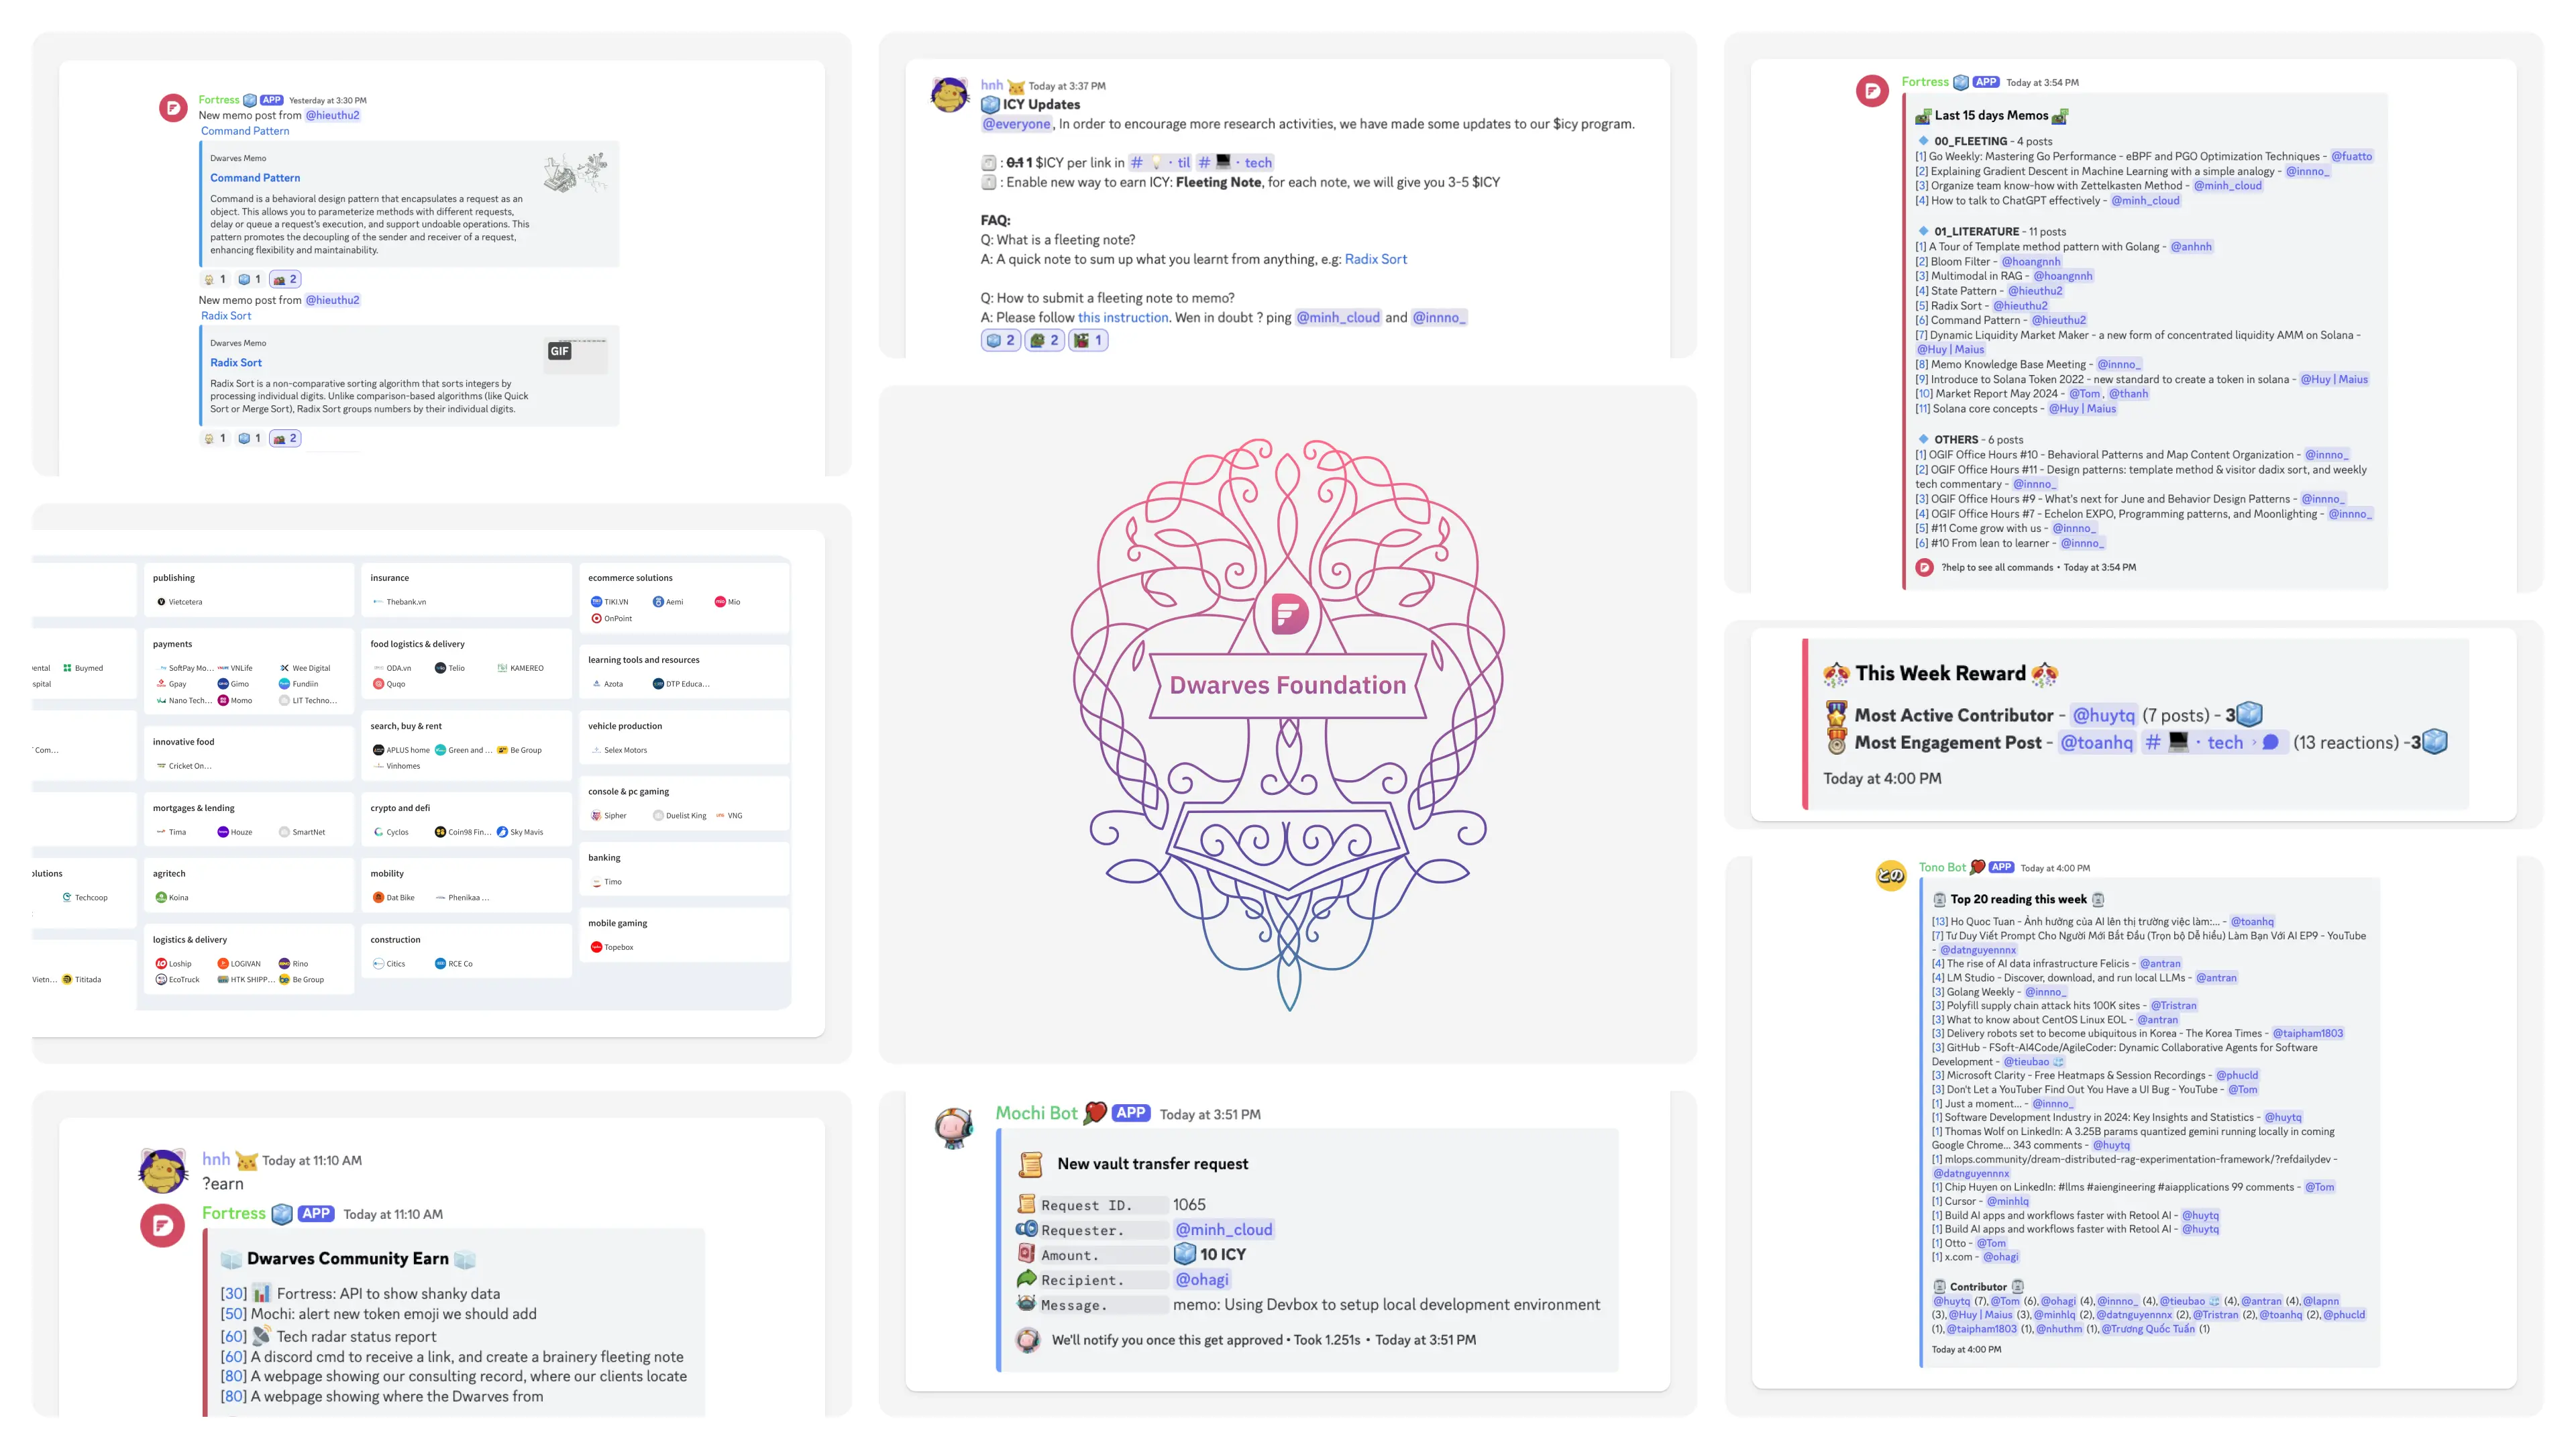 Fortress APP Yesterday at 3:30 PM
New memo post from @hieuthu2
Command Pattern
Dwarves Memo
Command Pattern
Command is a behavioral design pattern that encapsulates a request as an
object. This allows you to parameterize methods with different requests,
delay or queue a request's execution, and support undoable operations. This
pattern promotes the decoupling of the sender and receiver of a request,
enhancing flexibility and maintainability.
1 1 2
New memo post from @hieuthu2
Radix Sort
Dwarves Memo
Radix Sort
GIF
Radix Sort is a non-comparative sorting algorithm that sorts integers by
processing individual digits. Unlike comparison-based algorithms (like Quick
Sort or Merge Sort), Radix Sort groups numbers by their individual digits.
1 1 2
publishing
Vietcetera
payments
SoftPay Mo... VNLife Wee Digital
Gpay Gimo Fundiin
Nano Tech... Momo LIT Techno...
innovative food
Cricket On...
mortgages & lending
Tima Houze SmartNet
agritech
Koina
logistics & delivery
Loship LOGIVAN Rino
EcoTruck HTK SHIPP... Be Group
insurance
Thebank.vn
food logistics & delivery
ODA.vn Telio KAMEREO
Quqo
search, buy & rent
APLUS home Green and ... Be Group
Vinhomes
crypto and defi
Cyclos Coin98 Fin... Sky Mavis
mobility
Dat Bike Phenikaa ...
construction
Citics RCE Co
ecommerce solutions
TIKI.VN Aemi Mio
OnPoint
learning tools and resources
Azota DTP Educa...
vehicle production
Selex Motors
console & pc gaming
Sipher Duelist King VNG
banking
Timo
mobile gaming
Topebox
ental Buymed
spital
Com...
lutions
Techcoop
Vietn... Tititada
hnh Today at 11:10 AM
?earn
Fortress APP Today at 11:10 AM
Dwarves Community Earn
[30] Fortress: API to show shanky data
[50] Mochi: alert new token emoji we should add
[60] Tech radar status report
[60] A discord cmd to receive a link, and create a brainery fleeting note
[80] A webpage showing our consulting record, where our clients locate
[80] A webpage showing where the Dwarves from
hnh Today at 3:37 PM
ICY Updates
@everyone, In order to encourage more research activities, we have made some updates to our $icy program.
: 0.1 1 $ICY per link in # · til # · tech
: Enable new way to earn ICY: Fleeting Note, for each note, we will give you 3-5 $ICY
FAQ:
Q: What is a fleeting note?
A: A quick note to sum up what you learnt from anything, e.g: Radix Sort
Q: How to submit a fleeting note to memo?
A: Please follow this instruction. Wen in doubt ? ping @minh_cloud and @innno_
2 2 1
Dwarves Foundation
Mochi Bot APP Today at 3:51 PM
New vault transfer request
Request ID. 1065
Requester. @minh_cloud
Amount. 10 ICY
Recipient. @ohagi
Message. memo: Using Devbox to setup local development environment
We'll notify you once this get approved • Took 1.251s • Today at 3:51 PM
Fortress APP Today at 3:54 PM
Last 15 days Memos
00_FLEETING - 4 posts
[1] Go Weekly: Mastering Go Performance - eBPF and PGO Optimization Techniques - @fuatto
[2] Explaining Gradient Descent in Machine Learning with a simple analogy - @innno_
[3] Organize team know-how with Zettelkasten Method - @minh_cloud
[4] How to talk to ChatGPT effectively - @minh_cloud
01_LITERATURE - 11 posts
[1] A Tour of Template method pattern with Golang - @anhnh
[2] Bloom Filter - @hoangnnh
[3] Multimodal in RAG - @hoangnnh
[4] State Pattern - @hieuthu2
[5] Radix Sort - @hieuthu2
[6] Command Pattern - @hieuthu2
[7] Dynamic Liquidity Market Maker - a new form of concentrated liquidity AMM on Solana -
@Huy | Maius
[8] Memo Knowledge Base Meeting - @innno_
[9] Introduce to Solana Token 2022 - new standard to create a token in solana - @Huy | Maius
[10] Market Report May 2024 - @Tom, @thanh
[11] Solana core concepts - @Huy | Maius
OTHERS - 6 posts
[1] OGIF Office Hours #10 - Behavioral Patterns and Map Content Organization - @innno_
[2] OGIF Office Hours #11 - Design patterns: template method & visitor dadix sort, and weekly
tech commentary - @innno_
[3] OGIF Office Hours #9 - What's next for June and Behavior Design Patterns - @innno_
[4] OGIF Office Hours #7 - Echelon EXPO, Programming patterns, and Moonlighting - @innno_
[5] #11 Come grow with us - @innno_
[6] #10 From lean to learner - @innno_
?help to see all commands • Today at 3:54 PM
This Week Reward
Most Active Contributor - @huytq (7 posts) - 3
Most Engagement Post - @toanhq # · tech › (13 reactions) -3
Today at 4:00 PM
との
Tono Bot APP Today at 4:00 PM
Top 20 reading this week
[13] Ho Quoc Tuan - Ảnh hưởng của AI lên thị trường việc làm:... - @toanhq
[7] Tư Duy Viết Prompt Cho Người Mới Bắt Đầu (Trọn bộ Dễ hiểu) Làm Bạn Với AI EP9 - YouTube
- @datnguyennnx
[4] The rise of AI data infrastructure Felicis - @antran
[4] LM Studio - Discover, download, and run local LLMs - @antran
[3] Golang Weekly - @innno_
[3] Polyfill supply chain attack hits 100K sites - @Tristran
[3] What to know about CentOS Linux EOL - @antran
[3] Delivery robots set to become ubiquitous in Korea - The Korea Times - @taipham1803
[3] GitHub - FSoft-AI4Code/AgileCoder: Dynamic Collaborative Agents for Software
Development - @tieubao
[3] Microsoft Clarity - Free Heatmaps & Session Recordings - @phucld
[3] Don't Let a YouTuber Find Out You Have a UI Bug - YouTube - @Tom
[1] Just a moment... - @innno_
[1] Software Development Industry in 2024: Key Insights and Statistics - @huytq
[1] Thomas Wolf on LinkedIn: A 3.25B params quantized gemini running locally in coming
Google Chrome... 343 comments - @huytq
[1] mlops.community/dream-distributed-rag-experimentation-framework/?refdailydev -
@datnguyennnx
[1] Chip Huyen on LinkedIn: #llms #aiengineering #aiapplications 99 comments - @Tom
[1] Cursor - @minhlq
[1] Build AI apps and workflows faster with Retool AI - @huytq
[1] Build AI apps and workflows faster with Retool AI - @huytq
[1] Otto - @Tom
[1] x.com - @ohagi
Contributor
@huytq (7), @Tom (6), @ohagi (4), @innno_ (4), @tieubao (4), @antran (4), @lapnn
(3), @Huy | Maius (3), @minhlq (2), @datnguyennnx (2), @Tristran (2), @toanhq (2), @phucld
(1), @taipham1803 (1), @nhuthm (1), @Trương Quốc Tuấn (1)
Today at 4:00 PM